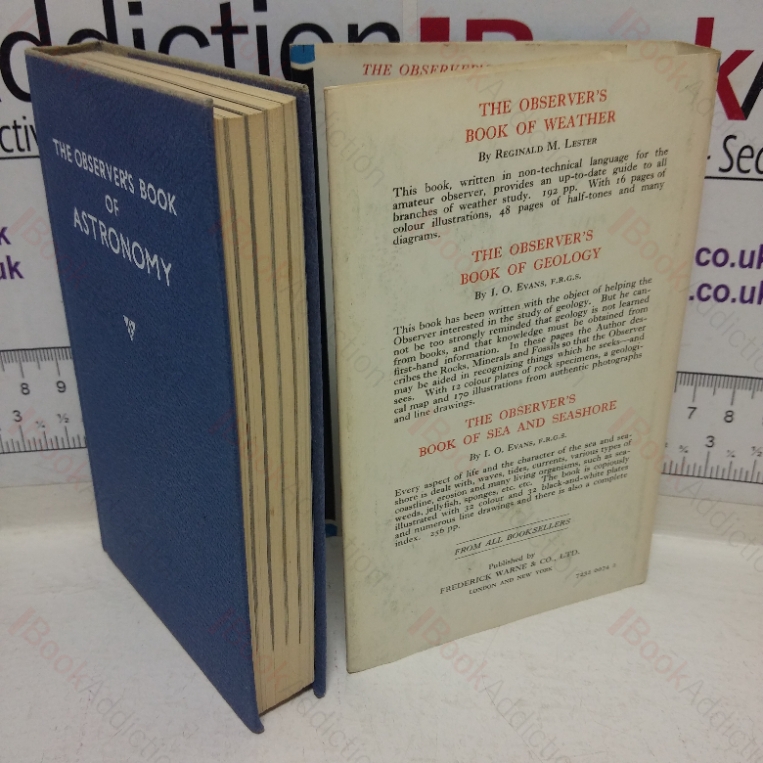 THE OBSERVER'S BOOK
OF
ASTRONOMY
THE OBSERVER'S
THE OBSERVER'S
BOOK OF WEATHER
By REGINALD M. LESTER
This book, written in non-technical language for the
amateur observer, provides an up-to-date guide to all
branches of weather study. 192 pp. With 16 pages of
colour illustrations, 48 pages of half-tones and many
diagrams.
THE OBSERVER'S
BOOK OF GEOLOGY
By I. O. EVANS, F.R.G.S.
This book has been written with the object of helping the
Observer interested in the study of geology. But he can-
not be too strongly reminded that geology is not learned
from books, and that knowledge must be obtained from
first-hand information. In these pages the Author des-
cribes the Rocks, Minerals and Fossils so that the Observer
may be aided in recognizing things which he seeks—and
sees. With 12 colour plates of rock specimens, a geologi-
cal map and 170 illustrations from authentic photographs
and line drawings.
THE OBSERVER'S
BOOK OF SEA AND SEASHORE
By I. O. EVANS, F.R.G.S.
Every aspect of life and the character of the sea and sea-
shore is dealt with, waves, tides, currents, various types of
coastline, erosion and many living organisms, such as sea-
weeds, jellyfish, sponges, etc. etc. The book is copiously
illustrated with 32 colour and 32 black-and-white plates
and numerous line drawings and there is also a complete
index. 256 pp.
FROM ALL BOOKSELLERS
Published by
FREDERICK WARNE & CO., LTD.
LONDON AND NEW YORK
ddiction
Book
Sec
k
uk
co.uk
co.uk
8 9
3
7 8
3 4
BookAddiction